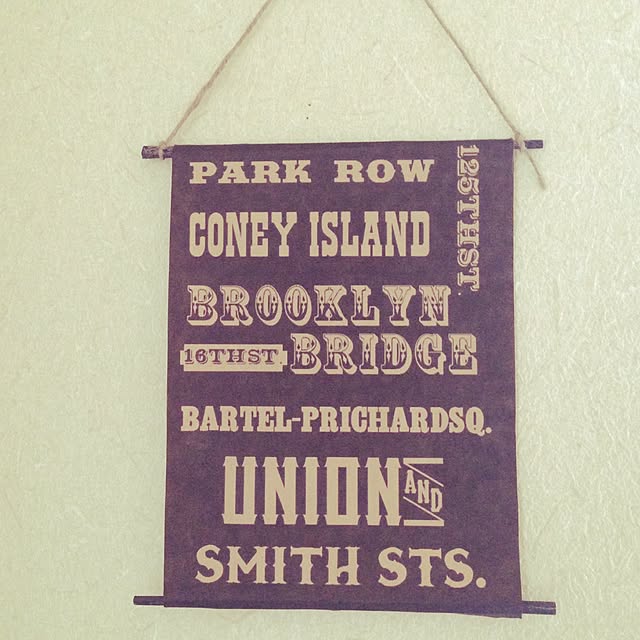 PARK ROW
125THST.
CONEY ISLAND
BROOKLYN
16THST. BRIDGE
BARTEL-PRICHARDSQ.
UNION AND
SMITH STS.